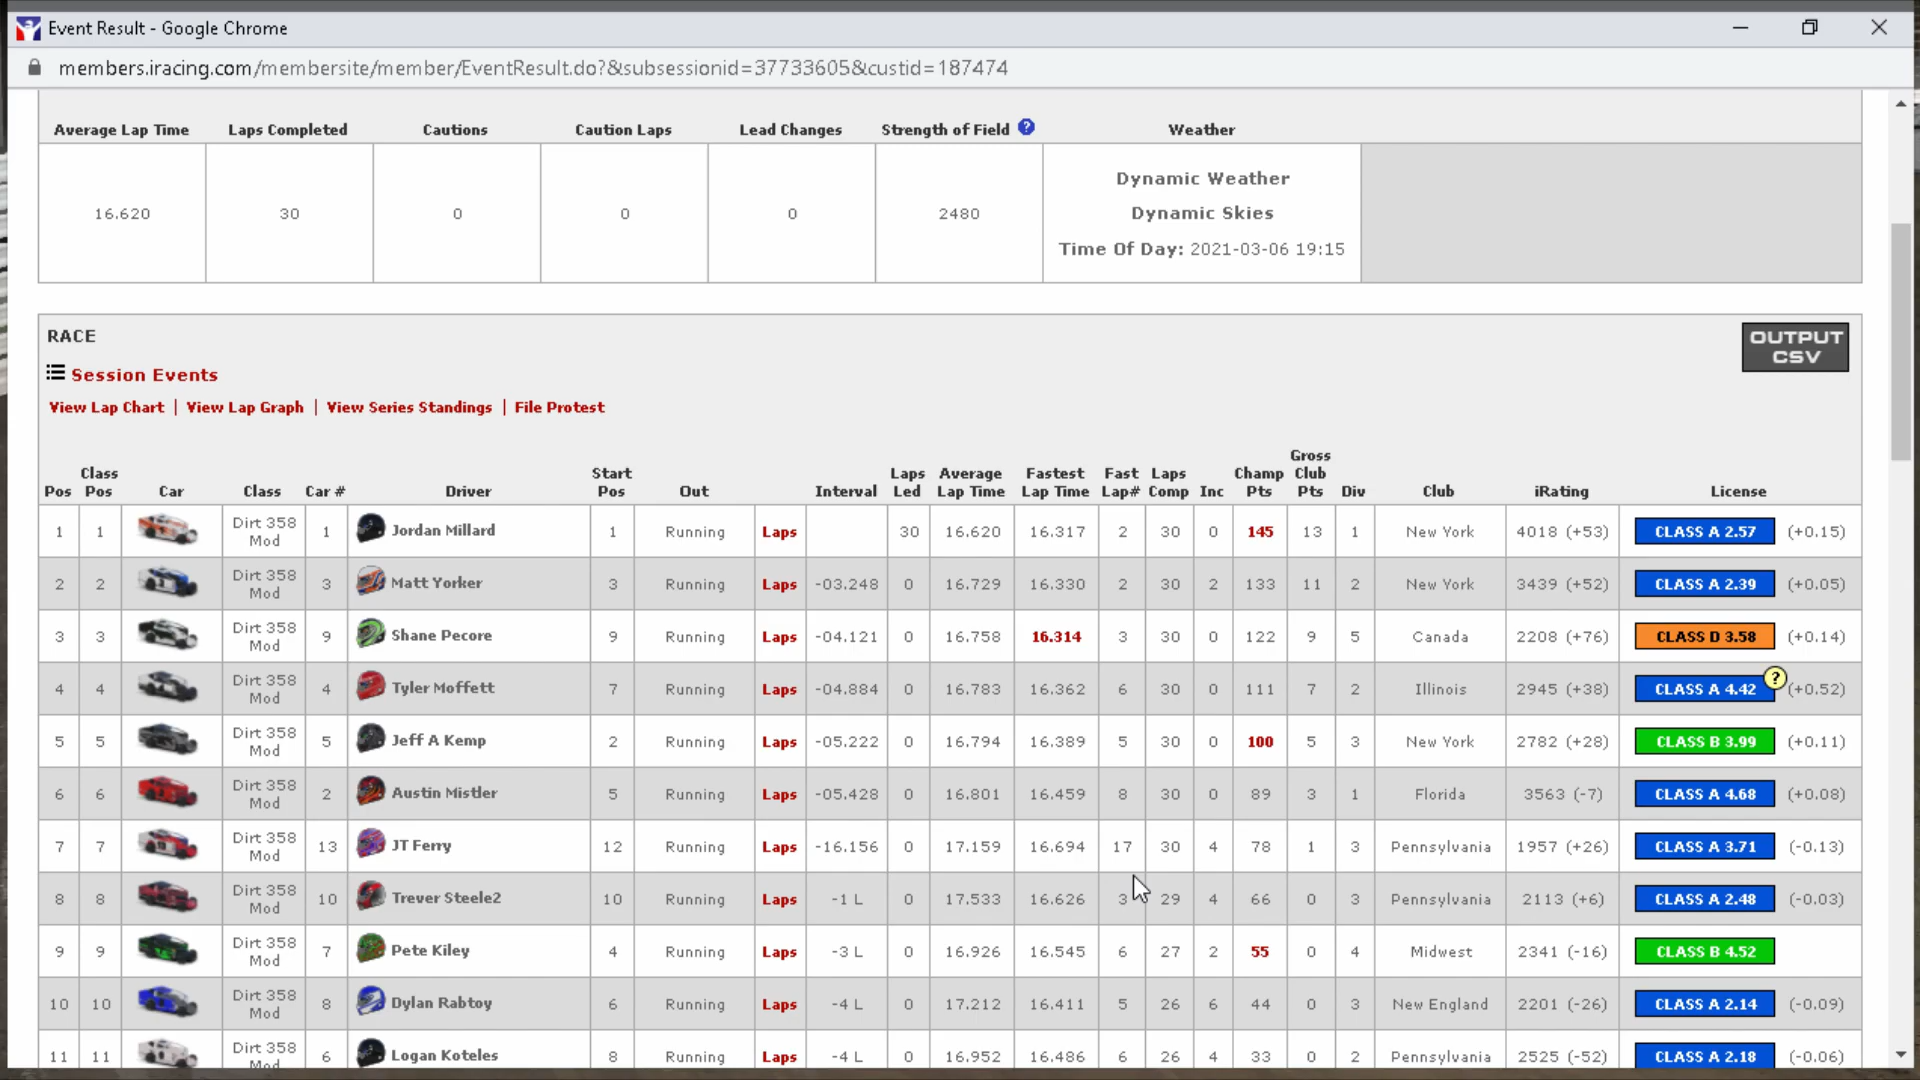 Event Result - Google Chrome
members.iracing.com/membersite/member/EventResult.do?&subsessionid=37733605&custid=187474
Average Lap Time Laps Completed Cautions Caution Laps Lead Changes Strength of Field ? Weather
16.620 30 0 0 0 2480
Dynamic Weather
Dynamic Skies
Time Of Day: 2021-03-06 19:15
RACE
OUTPUT
CSV
Session Events
View Lap Chart | View Lap Graph | View Series Standings | File Protest
Pos Class Pos Car Class Car # Driver Start Pos Out Interval Laps Led Average Lap Time Fastest Lap Time Fast Lap# Laps Comp Inc Champ Pts Gross Club Pts Div Club iRating License
1 1 Dirt 358 Mod 1 Jordan Millard 1 Running Laps 30 16.620 16.317 2 30 0 145 13 1 New York 4018 (+53) CLASS A 2.57 (+0.15)
2 2 Dirt 358 Mod 3 Matt Yorker 3 Running Laps -03.248 0 16.729 16.330 2 30 2 133 11 2 New York 3439 (+52) CLASS A 2.39 (+0.05)
3 3 Dirt 358 Mod 9 Shane Pecore 9 Running Laps -04.121 0 16.758 16.314 3 30 0 122 9 5 Canada 2208 (+76) CLASS D 3.58 (+0.14)
4 4 Dirt 358 Mod 4 Tyler Moffett 7 Running Laps -04.884 0 16.783 16.362 6 30 0 111 7 2 Illinois 2945 (+38) CLASS A 4.42 ? (+0.52)
5 5 Dirt 358 Mod 5 Jeff A Kemp 2 Running Laps -05.222 0 16.794 16.389 5 30 0 100 5 3 New York 2782 (+28) CLASS B 3.99 (+0.11)
6 6 Dirt 358 Mod 2 Austin Mistler 5 Running Laps -05.428 0 16.801 16.459 8 30 0 89 3 1 Florida 3563 (-7) CLASS A 4.68 (+0.08)
7 7 Dirt 358 Mod 13 JT Ferry 12 Running Laps -16.156 0 17.159 16.694 17 30 4 78 1 3 Pennsylvania 1957 (+26) CLASS A 3.71 (-0.13)
8 8 Dirt 358 Mod 10 Trever Steele2 10 Running Laps -1 L 0 17.533 16.626 3 29 4 66 0 3 Pennsylvania 2113 (+6) CLASS A 2.48 (-0.03)
9 9 Dirt 358 Mod 7 Pete Kiley 4 Running Laps -3 L 0 16.926 16.545 6 27 2 55 0 4 Midwest 2341 (-16) CLASS B 4.52
10 10 Dirt 358 Mod 8 Dylan Rabtoy 6 Running Laps -4 L 0 17.212 16.411 5 26 6 44 0 3 New England 2201 (-26) CLASS A 2.14 (-0.09)
11 11 Dirt 358 Mod 6 Logan Koteles 8 Running Laps -4 L 0 16.952 16.486 6 26 4 33 0 2 Pennsylvania 2525 (-52) CLASS A 2.18 (-0.06)